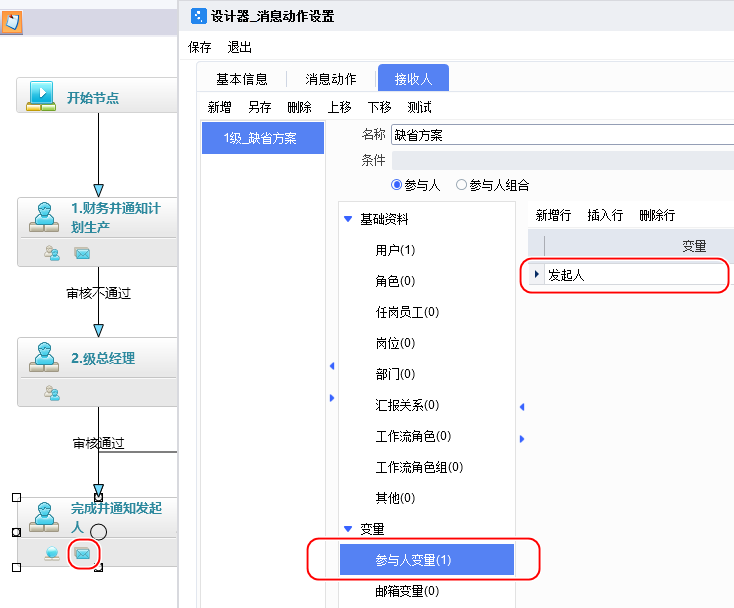 开始节点
1.财务并通知计
划生产
审核不通过
2.级总经理
审核通过
完成并通知发起
人
设计器_消息动作设置
保存 退出
基本信息 消息动作 接收人
新增 另存 删除 上移 下移 测试
1级_缺省方案
名称 缺省方案
条件
参与人 参与人组合
基础资料
用户(1)
角色(0)
任岗员工(0)
岗位(0)
部门(0)
汇报关系(0)
工作流角色(0)
工作流角色组(0)
其他(0)
变量
参与人变量(1)
邮箱变量(0)
新增行 插入行 删除行
变量
发起人